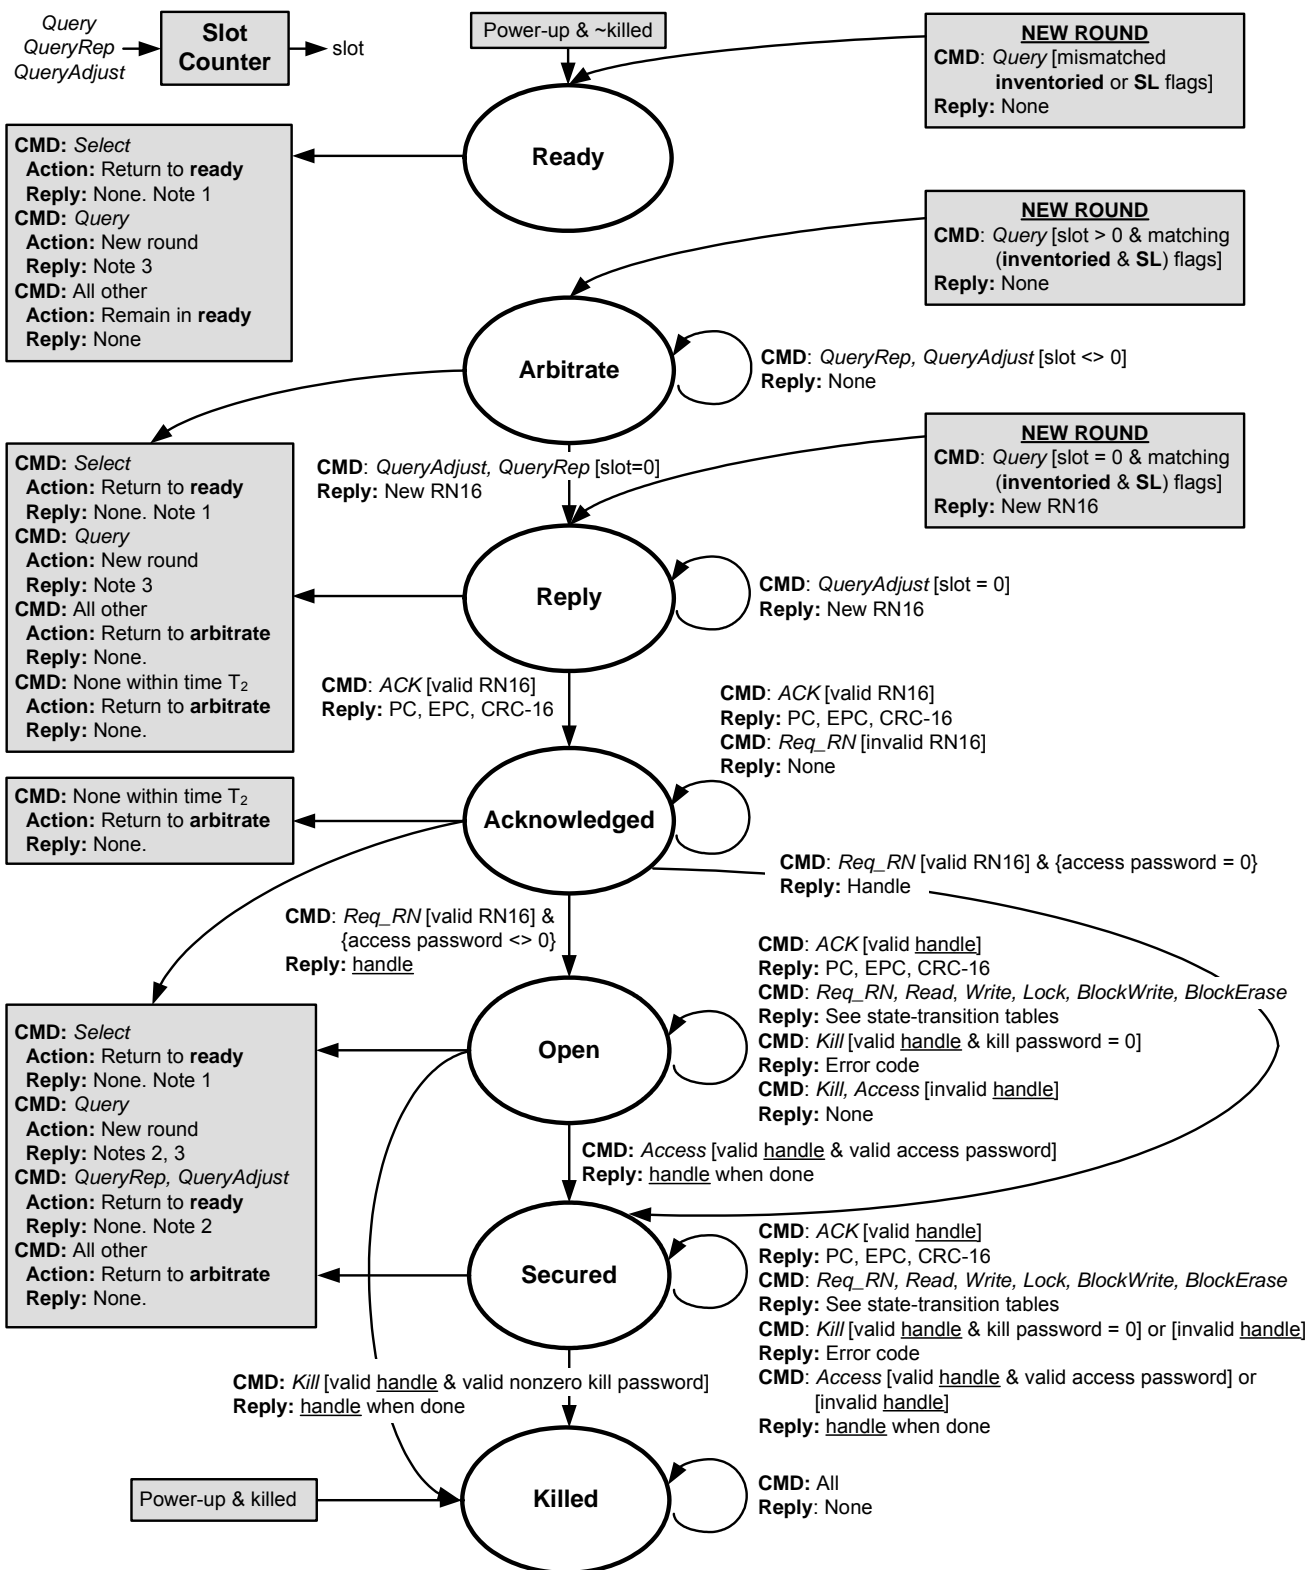 Query
QueryRep
QueryAdjust
Slot
Counter
slot
Power-up & ~killed
NEW ROUND
CMD: Query [mismatched
inventoried or SL flags]
Reply: None
Ready
CMD: Select
Action: Return to ready
Reply: None. Note 1
CMD: Query
Action: New round
Reply: Note 3
CMD: All other
Action: Remain in ready
Reply: None
NEW ROUND
CMD: Query [slot > 0 & matching
(inventoried & SL) flags]
Reply: None
Arbitrate
CMD: QueryRep, QueryAdjust [slot <> 0]
Reply: None
CMD: QueryAdjust, QueryRep [slot=0]
Reply: New RN16
NEW ROUND
CMD: Query [slot = 0 & matching
(inventoried & SL) flags]
Reply: New RN16
CMD: Select
Action: Return to ready
Reply: None. Note 1
CMD: Query
Action: New round
Reply: Note 3
CMD: All other
Action: Return to arbitrate
Reply: None.
CMD: None within time T₂
Action: Return to arbitrate
Reply: None.
Reply
CMD: QueryAdjust [slot = 0]
Reply: New RN16
CMD: ACK [valid RN16]
Reply: PC, EPC, CRC-16
CMD: ACK [valid RN16]
Reply: PC, EPC, CRC-16
CMD: Req_RN [invalid RN16]
Reply: None
CMD: None within time T₂
Action: Return to arbitrate
Reply: None.
Acknowledged
CMD: Req_RN [valid RN16] & {access password = 0}
Reply: Handle
CMD: Req_RN [valid RN16] &
{access password <> 0}
Reply: handle
CMD: ACK [valid handle]
Reply: PC, EPC, CRC-16
CMD: Req_RN, Read, Write, Lock, BlockWrite, BlockErase
Reply: See state-transition tables
CMD: Kill [valid handle & kill password = 0]
Reply: Error code
CMD: Kill, Access [invalid handle]
Reply: None
Open
CMD: Select
Action: Return to ready
Reply: None. Note 1
CMD: Query
Action: New round
Reply: Notes 2, 3
CMD: QueryRep, QueryAdjust
Action: Return to ready
Reply: None. Note 2
CMD: All other
Action: Return to arbitrate
Reply: None.
CMD: Access [valid handle & valid access password]
Reply: handle when done
Secured
CMD: ACK [valid handle]
Reply: PC, EPC, CRC-16
CMD: Req_RN, Read, Write, Lock, BlockWrite, BlockErase
Reply: See state-transition tables
CMD: Kill [valid handle & kill password = 0] or [invalid handle]
Reply: Error code
CMD: Access [valid handle & valid access password] or
[invalid handle]
Reply: handle when done
CMD: Kill [valid handle & valid nonzero kill password]
Reply: handle when done
Power-up & killed
Killed
CMD: All
Reply: None